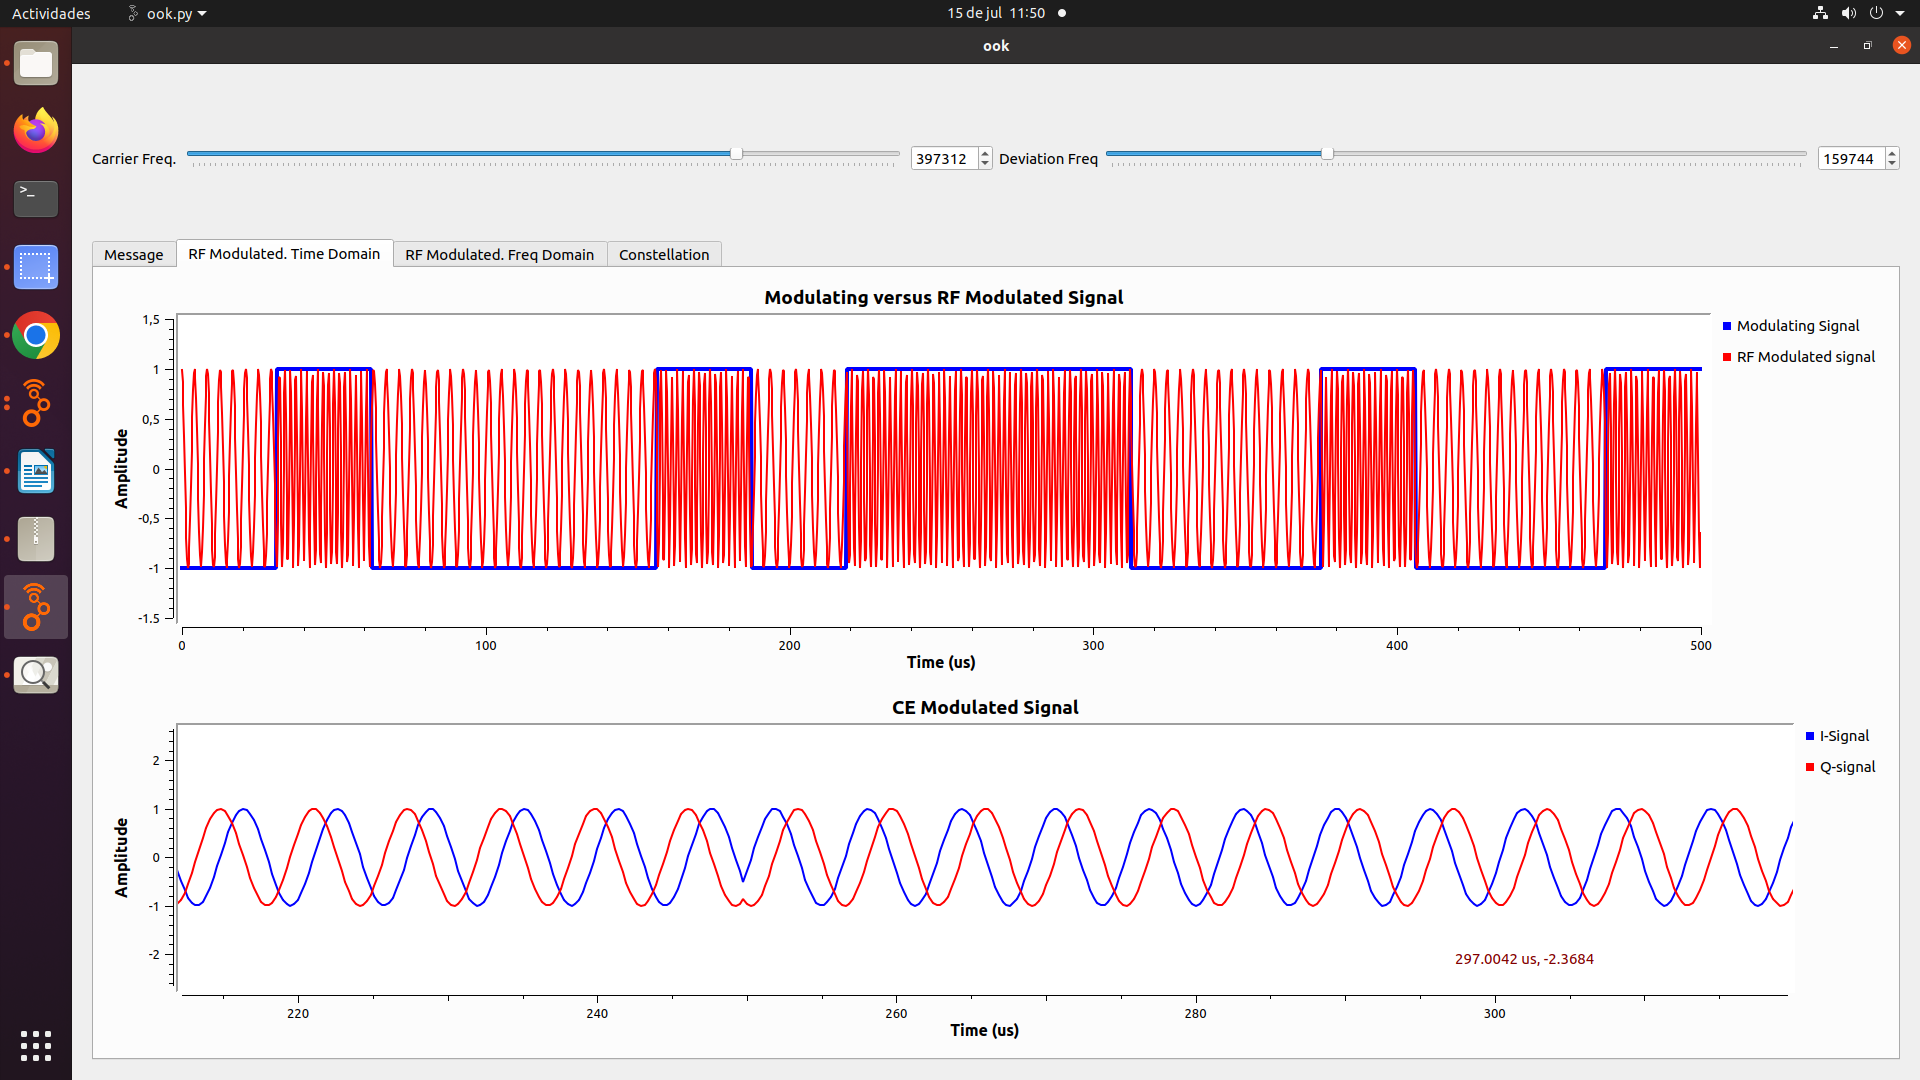 Actividades ook.py 15 de jul 11:50
ook
>_
Carrier Freq. 397312 Deviation Freq 159744
Message RF Modulated. Time Domain RF Modulated. Freq Domain Constellation
Modulating versus RF Modulated Signal
1,5
1
0,5
0
-0,5
-1
-1.5
Amplitude
0 100 200 300 400 500
Time (us)
Modulating Signal
RF Modulated signal
CE Modulated Signal
2
1
0
-1
-2
Amplitude
297.0042 us, -2.3684
220 240 260 280 300
Time (us)
I-Signal
Q-signal